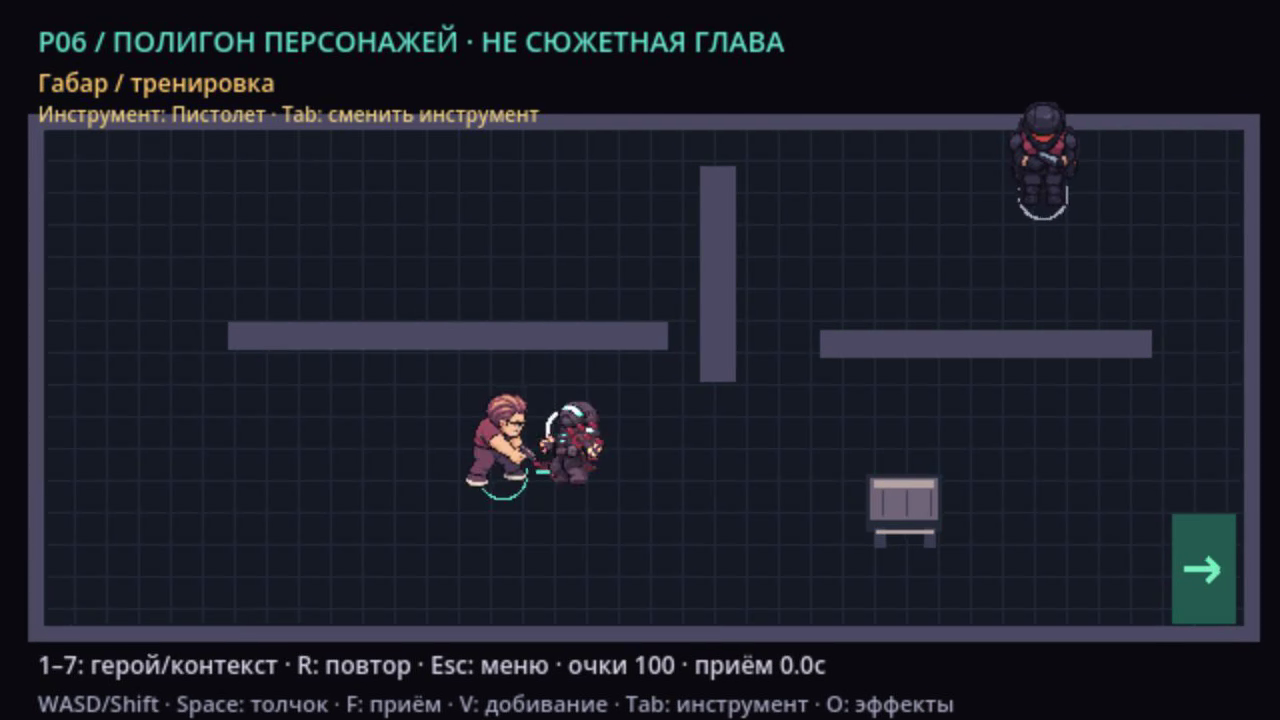 P06 / ПОЛИГОН ПЕРСОНАЖЕЙ · НЕ СЮЖЕТНАЯ ГЛАВА
Габар / тренировка
Инструмент: Пистолет · Tab: сменить инструмент
→
1–7: герой/контекст · R: повтор · Esc: меню · очки 100 · приём 0.0с
WASD/Shift · Space: толчок · F: приём · V: добивание · Tab: инструмент · O: эффекты